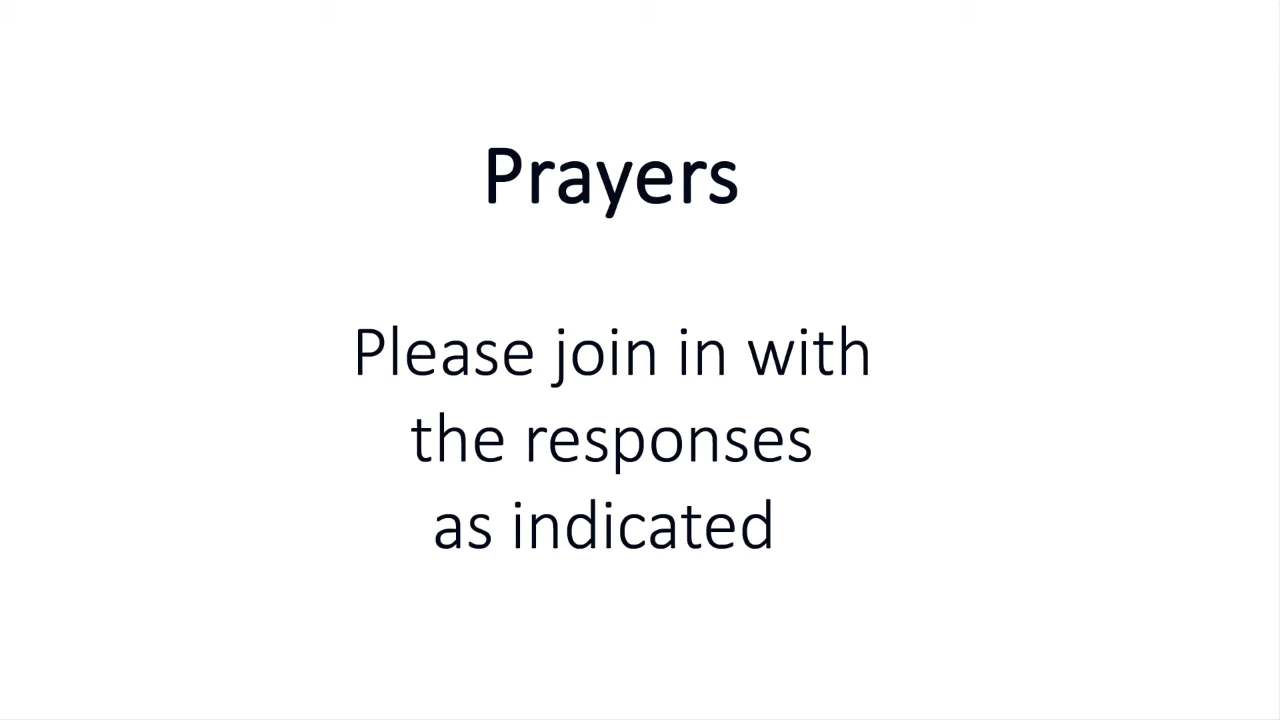 Prayers
Please join in with
the responses
as indicated